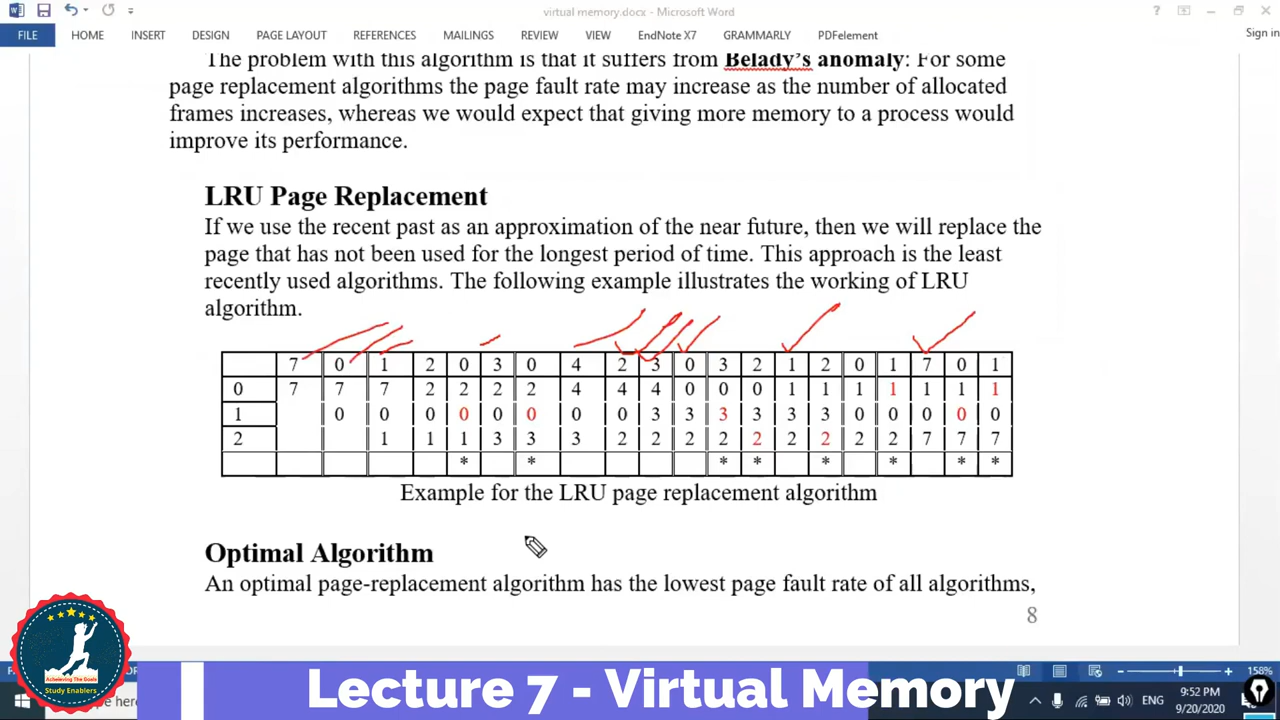 virtual memory.docx - Microsoft Word
FILE HOME INSERT DESIGN PAGE LAYOUT REFERENCES MAILINGS REVIEW VIEW EndNote X7 GRAMMARLY PDFelement Sign in
The problem with this algorithm is that it suffers from Belady's anomaly: For some
page replacement algorithms the page fault rate may increase as the number of allocated
frames increases, whereas we would expect that giving more memory to a process would
improve its performance.
LRU Page Replacement
If we use the recent past as an approximation of the near future, then we will replace the
page that has not been used for the longest period of time. This approach is the least
recently used algorithms. The following example illustrates the working of LRU
algorithm.
7 0 1 2 0 3 0 4 2 3 0 3 2 1 2 0 1 7 0 1
0 7 7 7 2 2 2 2 4 4 4 0 0 0 1 1 1 1 1 1 1
1 0 0 0 0 0 0 0 0 3 3 3 3 3 3 0 0 0 0 0
2 1 1 1 3 3 3 2 2 2 2 2 2 2 2 2 7 7 7
* * * * * * * *
Example for the LRU page replacement algorithm
Optimal Algorithm
An optimal page-replacement algorithm has the lowest page fault rate of all algorithms,
8
158%
Achieveing The Goals
Study Enablers
Lecture 7 - Virtual Memory
ENG
9:52 PM
9/20/2020